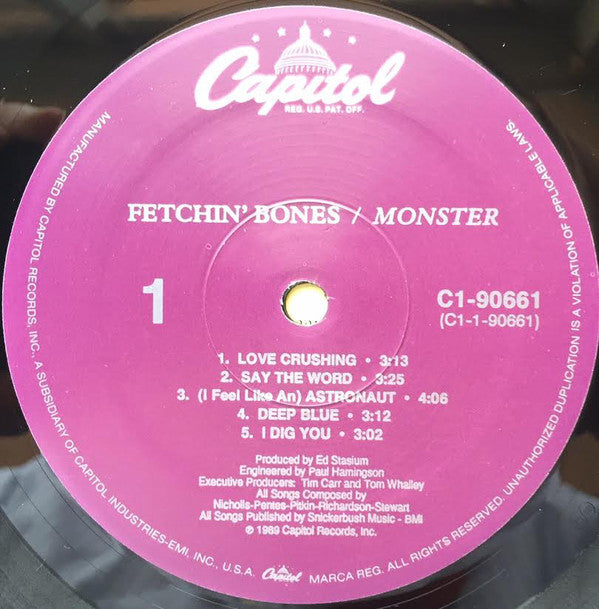 Capitol
REG. U.S. PAT. OFF.
FETCHIN' BONES / MONSTER
1
C1-90661
(C1-1-90661)
1. LOVE CRUSHING • 3:13
2. SAY THE WORD • 3:25
3. (I Feel Like An) ASTRONAUT • 4:06
4. DEEP BLUE • 3:12
5. I DIG YOU • 3:02
Produced by Ed Stasium
Engineered by Paul Hamingson
Executive Producers: Tim Carr and Tom Whalley
All Songs Composed by
Nicholls-Pentes-Pitkin-Richardson-Stewart
All Songs Published by Snickerbush Music - BMI
℗ 1989 Capitol Records, Inc.
MANUFACTURED BY CAPITOL RECORDS, INC., A SUBSIDIARY OF CAPITOL INDUSTRIES-EMI, INC., U.S.A. Capitol MARCA REG. ALL RIGHTS RESERVED. UNAUTHORIZED DUPLICATION IS A VIOLATION OF APPLICABLE LAWS.